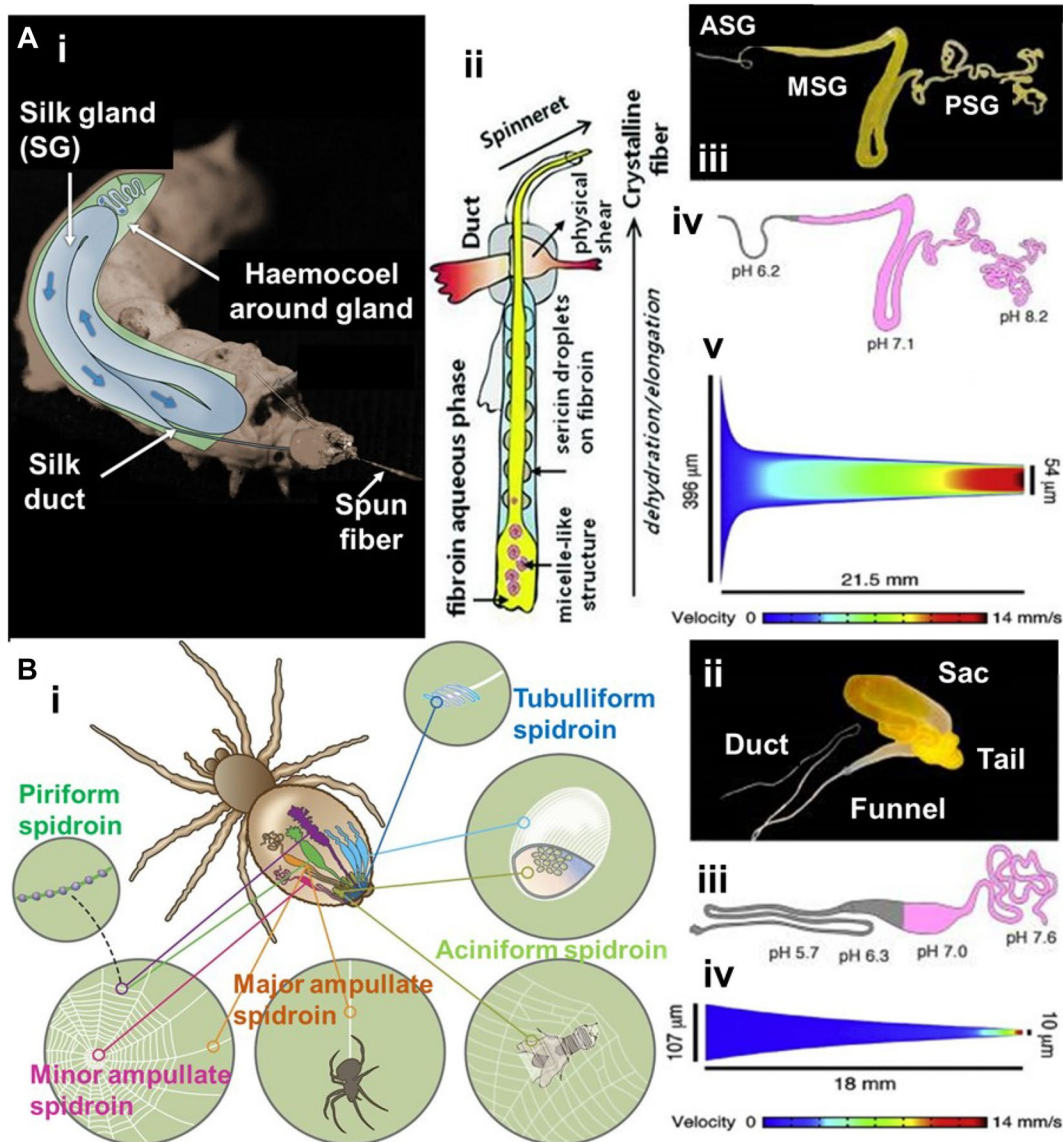 A
i
Silk gland
(SG)
Haemocoel
around gland
Silk
duct
Spun
fiber
ii
Spinneret
Crystalline
fiber
Duct
physical
shear
sericin droplets
on fibroin
dehydration/elongation
fibroin aqueous phase
micelle-like
structure
ASG
MSG
PSG
iii
iv
pH 6.2
pH 8.2
pH 7.1
v
396 µm
54
µm
21.5 mm
Velocity 0 14 mm/s
B
i
Tubulliform
spidroin
Piriform
spidroin
Aciniform spidroin
Major ampullate
spidroin
Minor ampullate
spidroin
ii
Sac
Duct
Tail
Funnel
iii
pH 5.7
pH 6.3
pH 7.0
pH 7.6
iv
107 µm
10
µm
18 mm
Velocity 0 14 mm/s